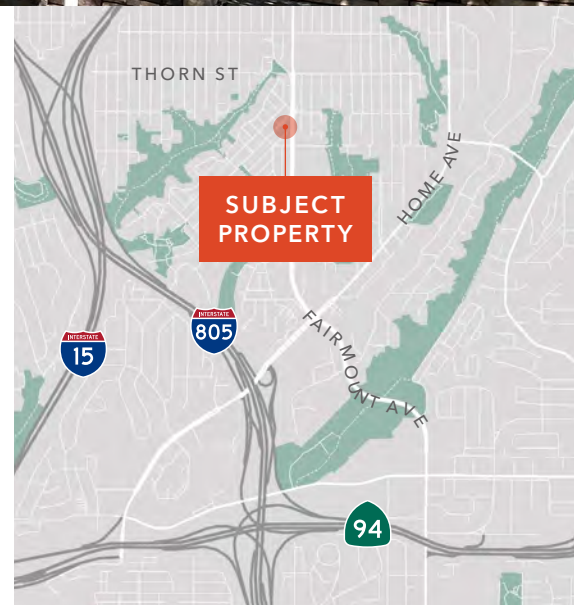 THORN ST
HOME AVE
SUBJECT
PROPERTY
INTERSTATE
805
INTERSTATE
15
FAIRMOUNT AVE
94